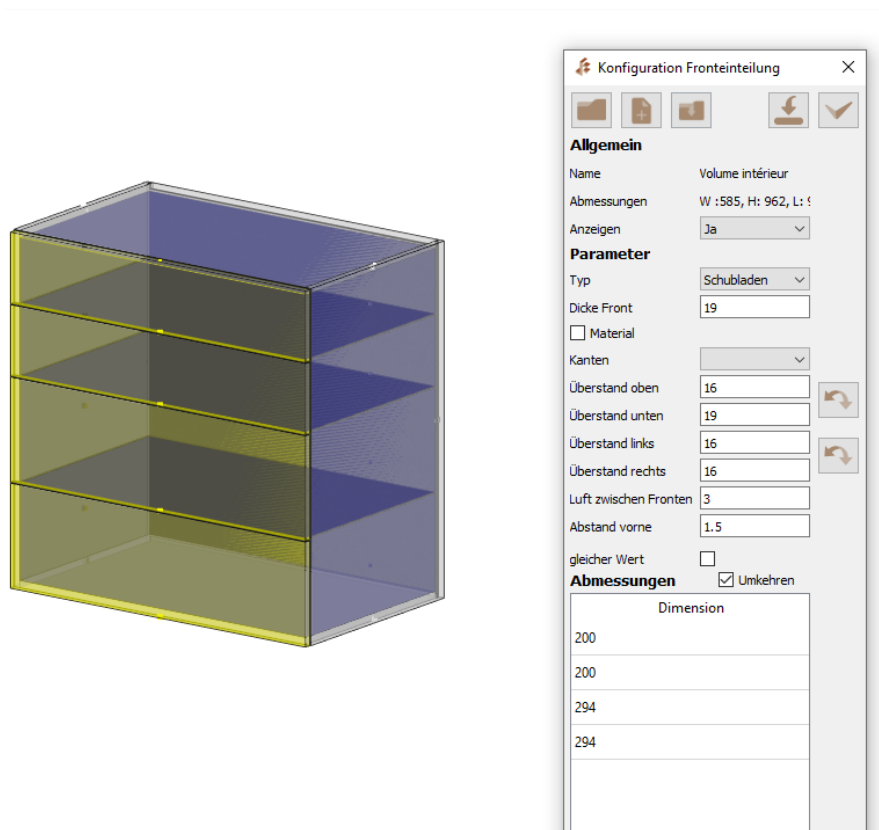 Konfiguration Fronteinteilung
Allgemein
Name Volume intérieur
Abmessungen W :585, H: 962, L:
Anzeigen Ja
Parameter
Typ Schubladen
Dicke Front 19
Material
Kanten
Überstand oben 16
Überstand unten 19
Überstand links 16
Überstand rechts 16
Luft zwischen Fronten 3
Abstand vorne 1.5
gleicher Wert
Abmessungen Umkehren
Dimension
200
200
294
294